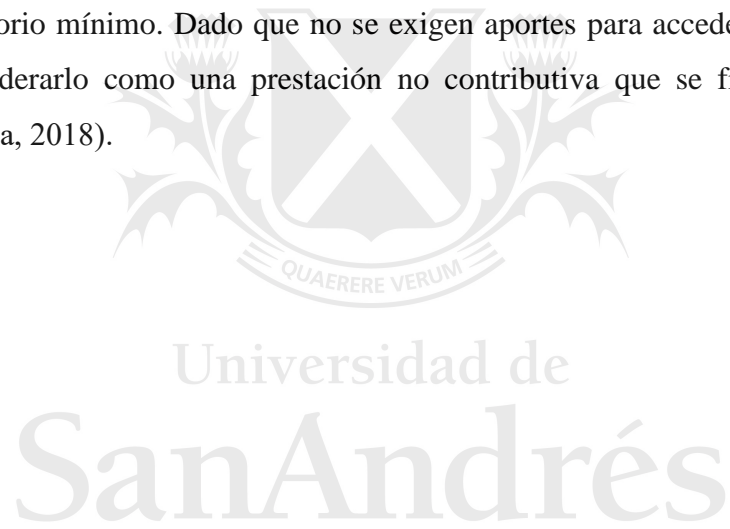 orio mínimo. Dado que no se exigen aportes para accede
derarlo como una prestación no contributiva que se f
a, 2018).
QUAERERE VERUM
Universidad de
SanAndrés